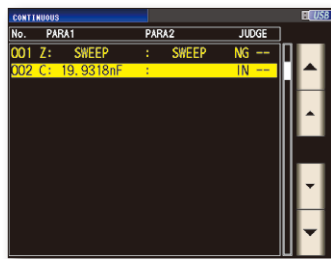 CONTINUOUS USB
No. PARA1 PARA2 JUDGE
001 Z: SWEEP : SWEEP NG --
002 C: 19.9318nF : IN --